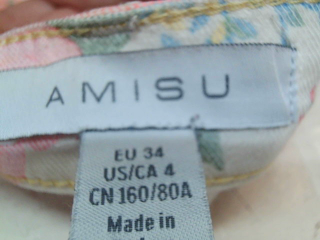 AMISU
EU 34
US/CA 4
CN 160/80A
Made in